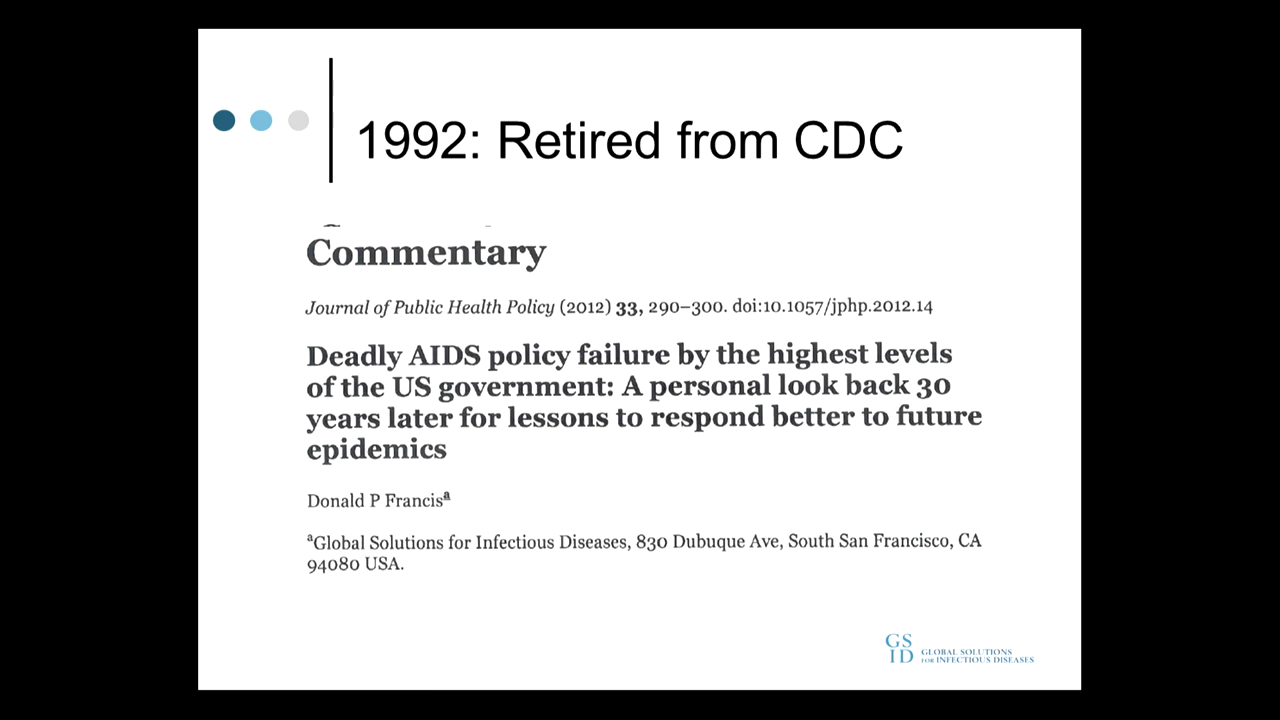 1992: Retired from CDC
Commentary
Journal of Public Health Policy (2012) 33, 290–300. doi:10.1057/jphp.2012.14
Deadly AIDS policy failure by the highest levels
of the US government: A personal look back 30
years later for lessons to respond better to future
epidemics
Donald P Francisª
ªGlobal Solutions for Infectious Diseases, 830 Dubuque Ave, South San Francisco, CA
94080 USA.
GS
ID
GLOBAL SOLUTIONS
FOR INFECTIOUS DISEASES